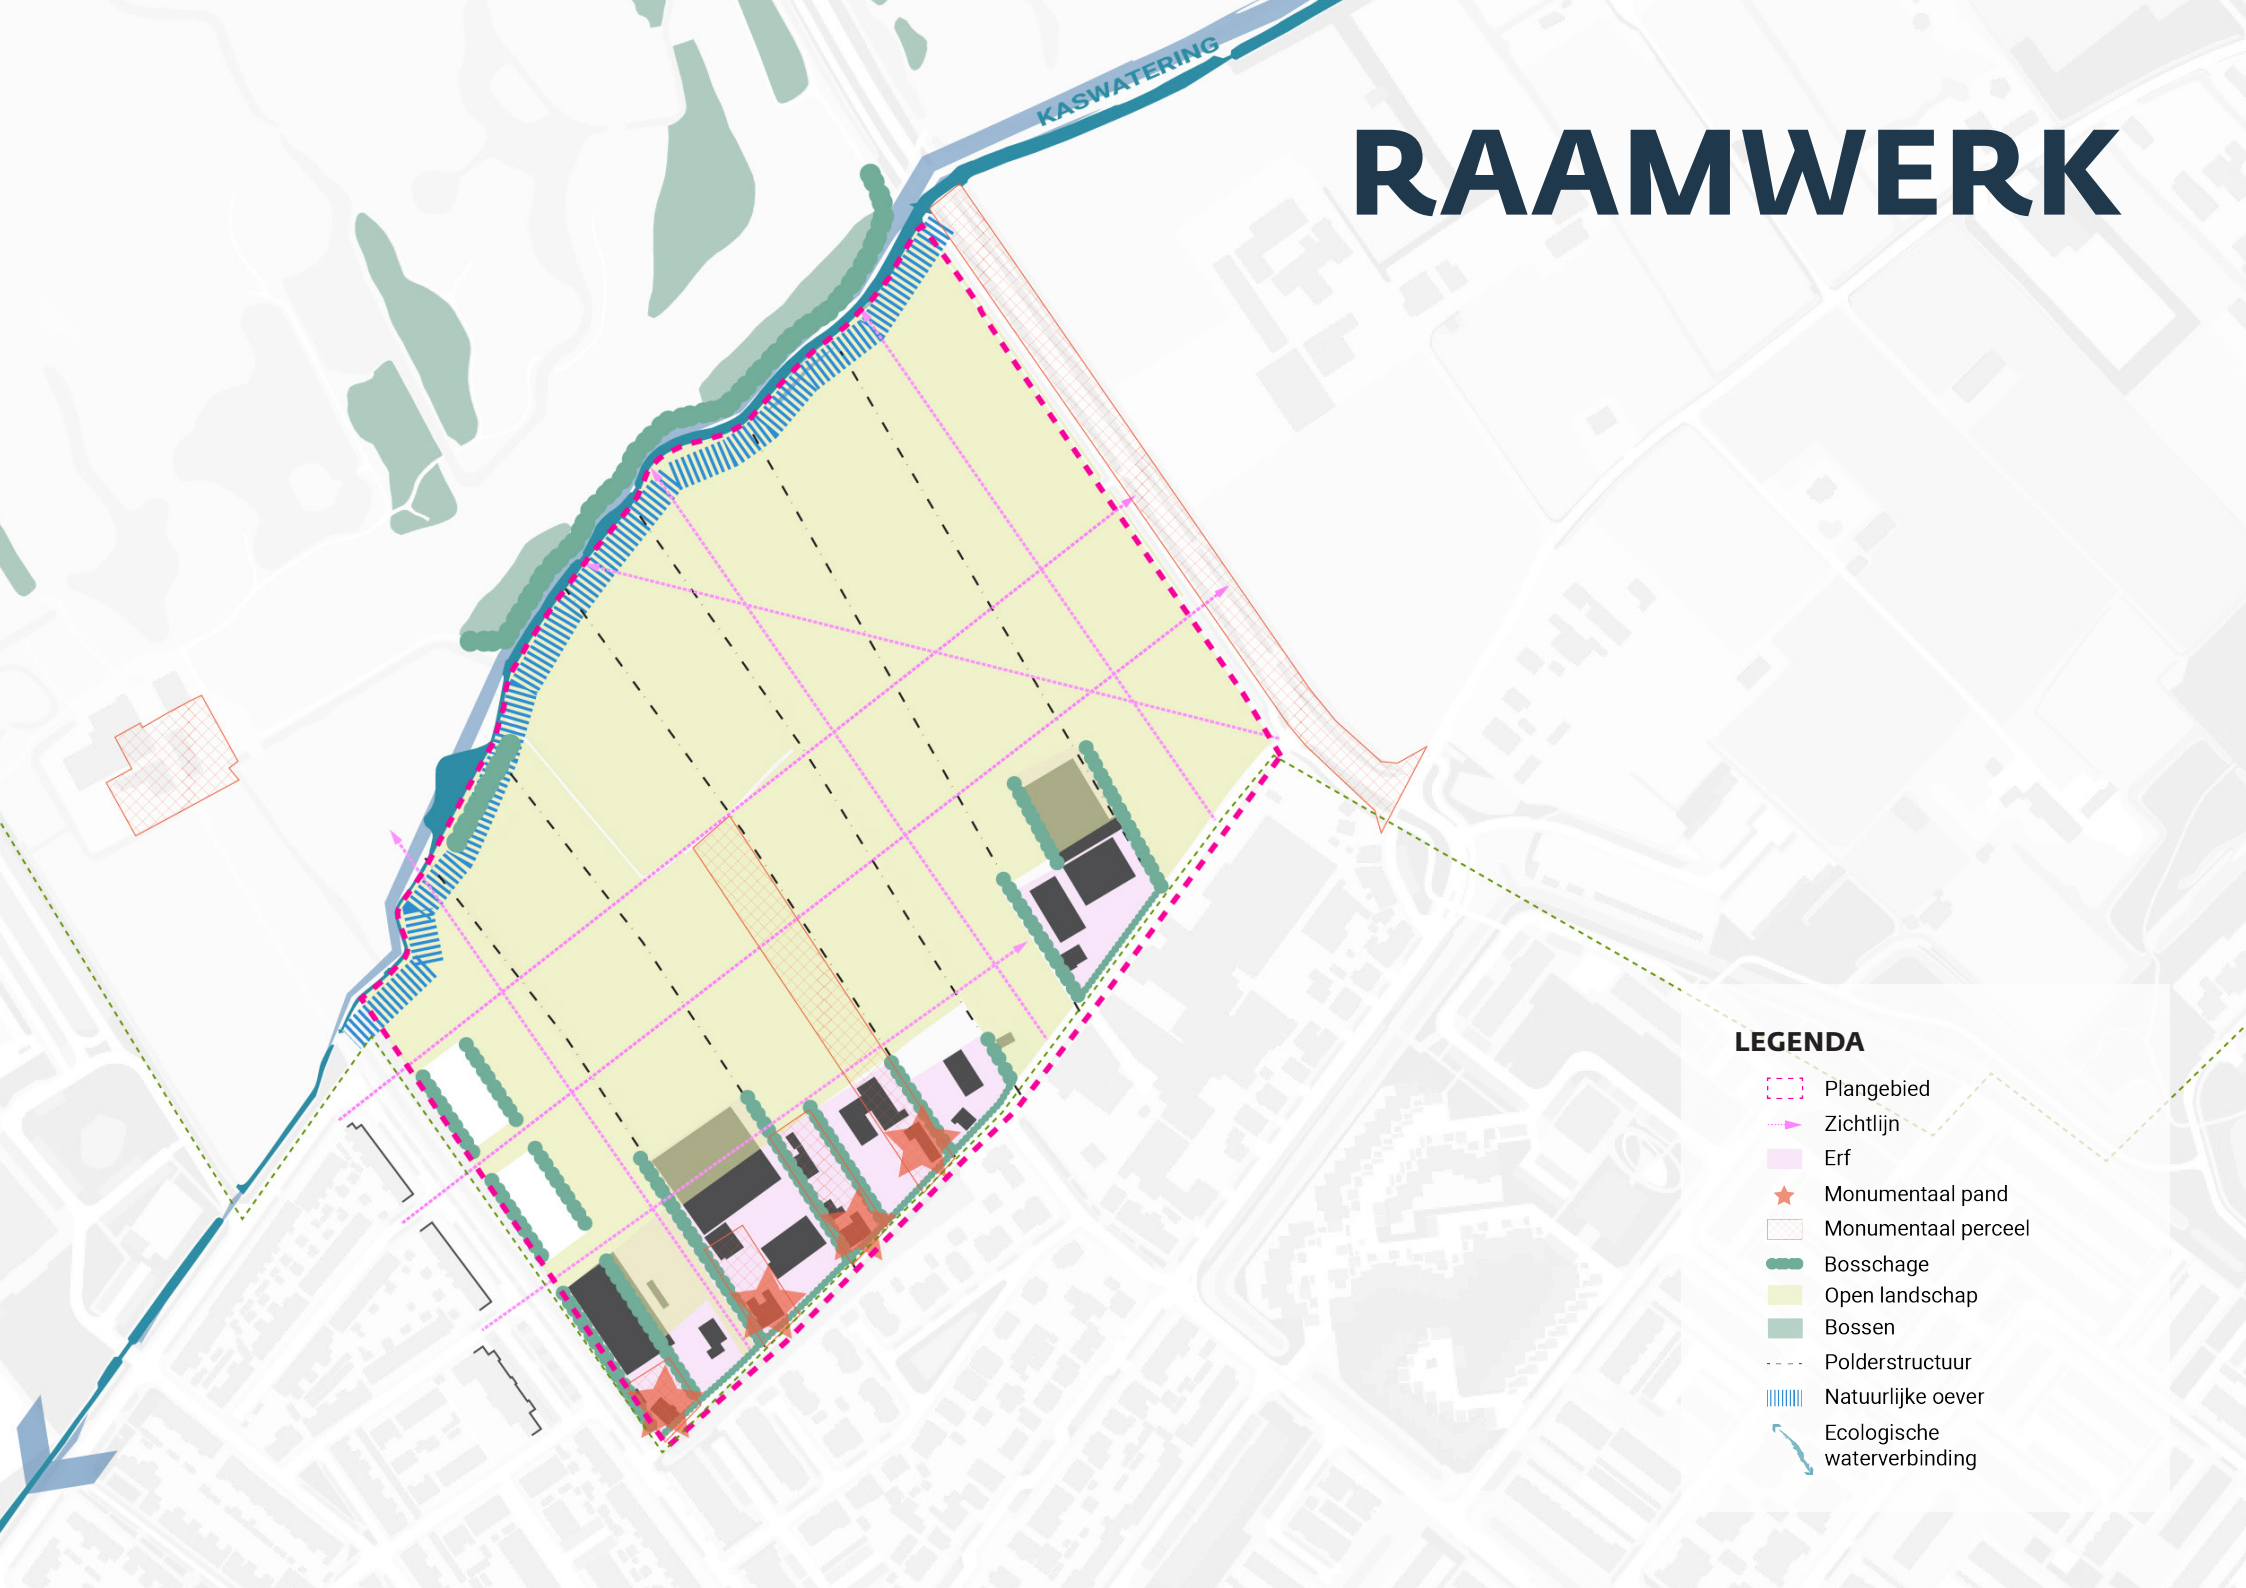 KASWATERING
RAAMWERK
LEGENDA
Plangebied
Zichtlijn
Erf
Monumentaal pand
Monumentaal perceel
Bosschage
Open landschap
Bossen
Polderstructuur
Natuurlijke oever
Ecologische
waterverbinding